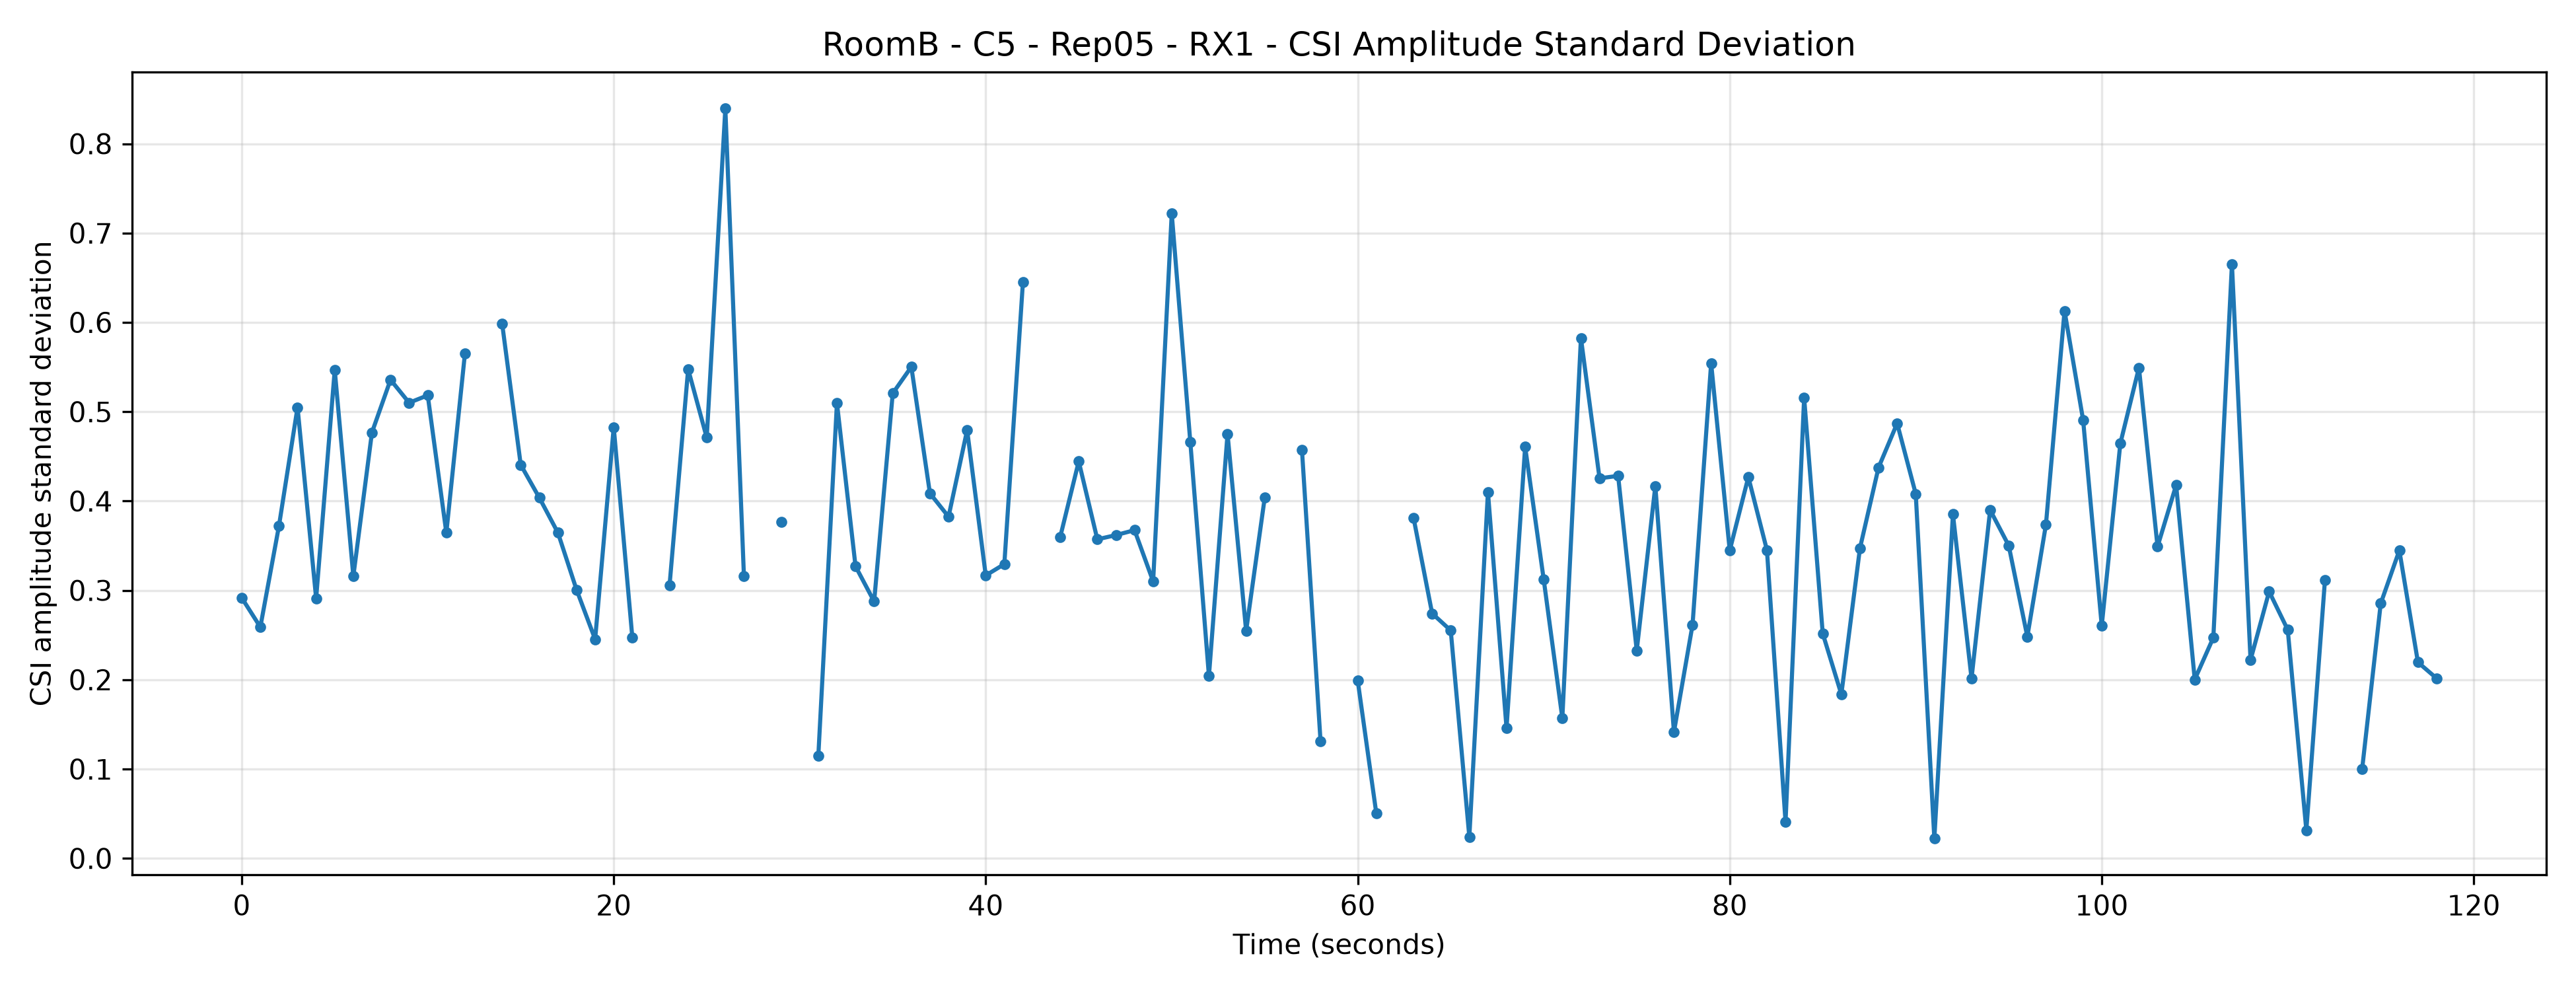 RoomB - C5 - Rep05 - RX1 - CSI Amplitude Standard Deviation
CSI amplitude standard deviation
0.8
0.7
0.6
0.5
0.4
0.3
0.2
0.1
0.0
0 20 40 60 80 100 120
Time (seconds)